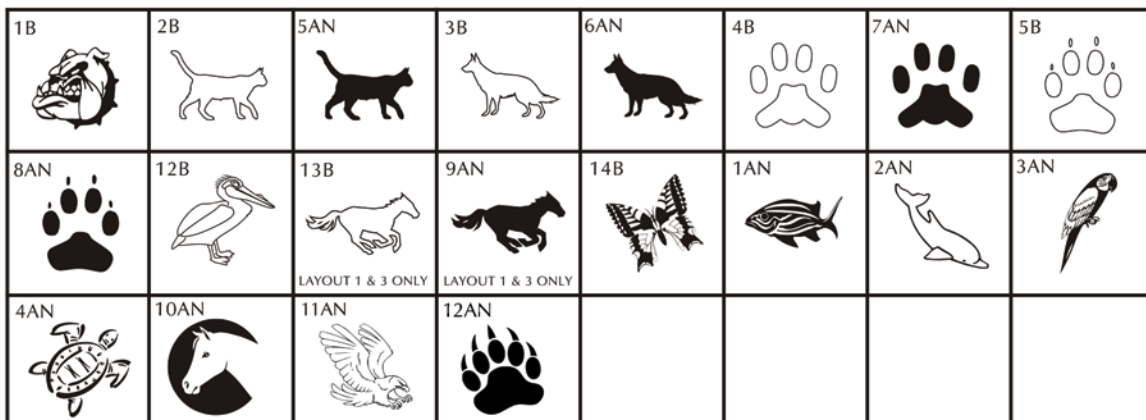 1B 2B 5AN 3B 6AN 4B 7AN 5B
8AN 12B 13B 9AN 14B 1AN 2AN 3AN
LAYOUT 1 & 3 ONLY LAYOUT 1 & 3 ONLY
4AN 10AN 11AN 12AN